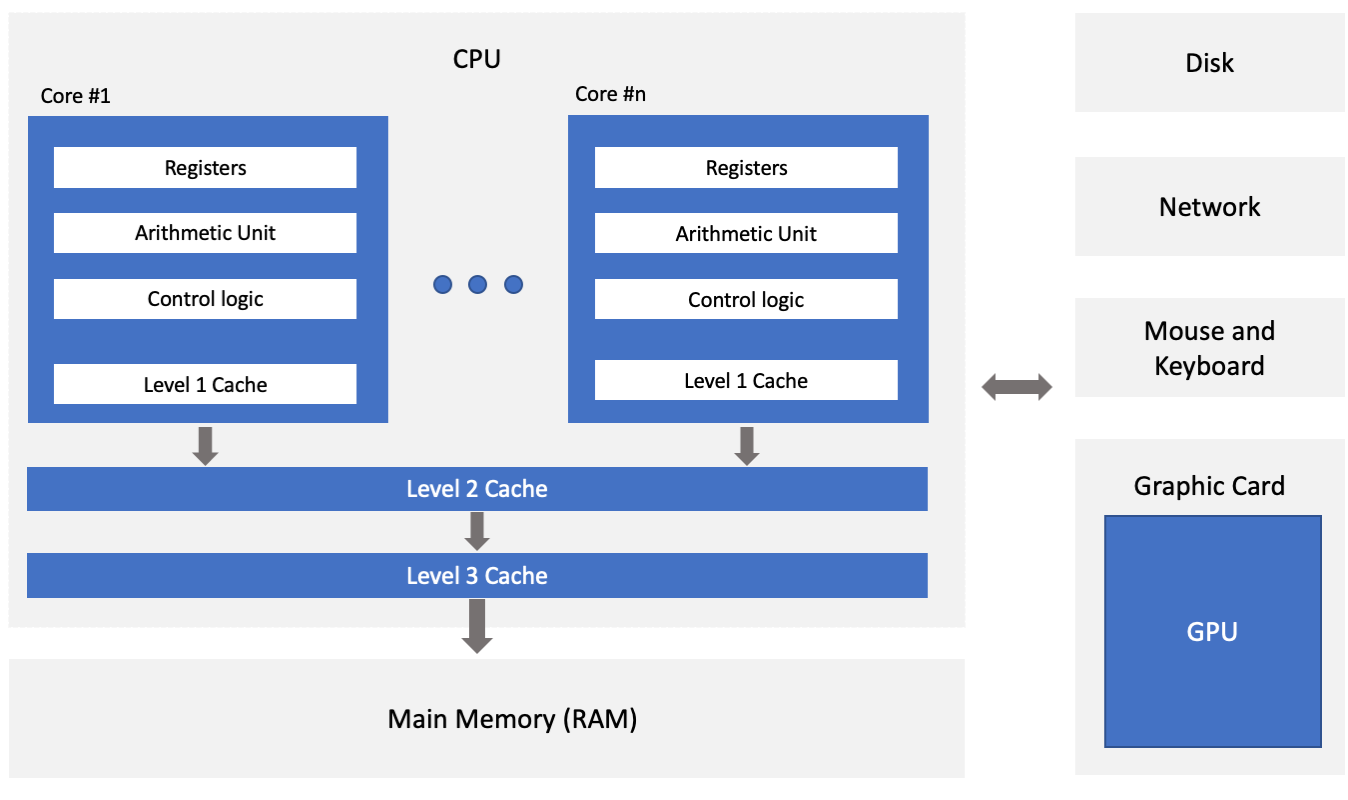 CPU
Core #1
Registers
Arithmetic Unit
Control logic
Level 1 Cache
Core #n
Registers
Arithmetic Unit
Control logic
Level 1 Cache
Level 2 Cache
Level 3 Cache
Main Memory (RAM)
Disk
Network
Mouse and
Keyboard
Graphic Card
GPU